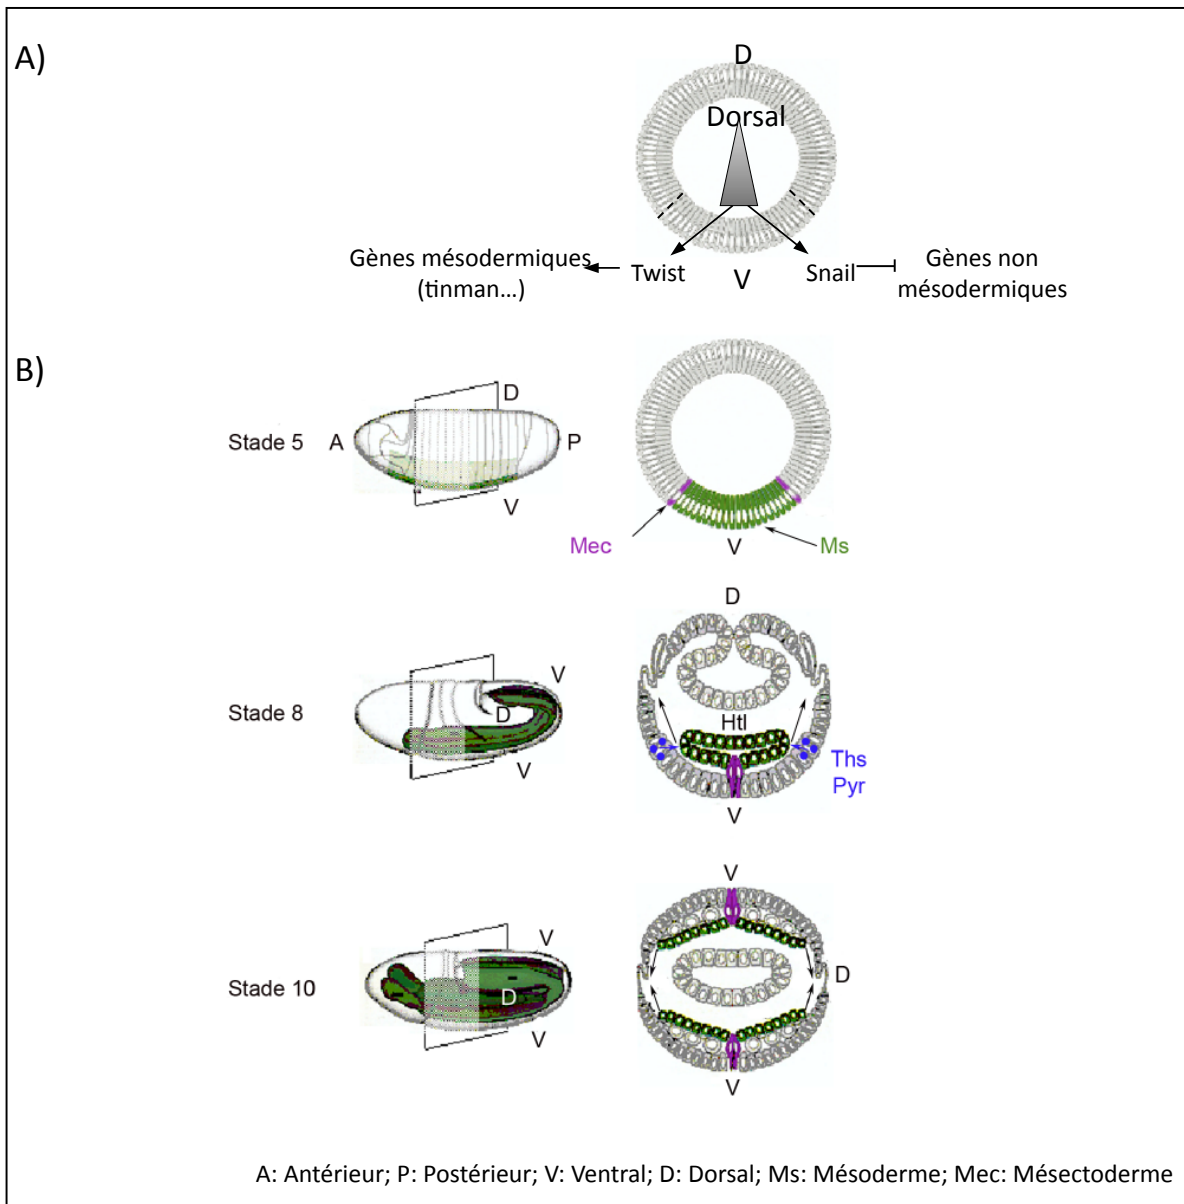 A)
D
Dorsal
Gènes mésodermiques
(tinman...)
Twist
V
Snail
Gènes non
mésodermiques
B)
Stade 5
A
D
P
V
Mec
V
Ms
Stade 8
V
D
V
D
Htl
Ths
Pyr
V
Stade 10
V
D
V
V
D
V
A: Antérieur; P: Postérieur; V: Ventral; D: Dorsal; Ms: Mésoderme; Mec: Mésectoderme